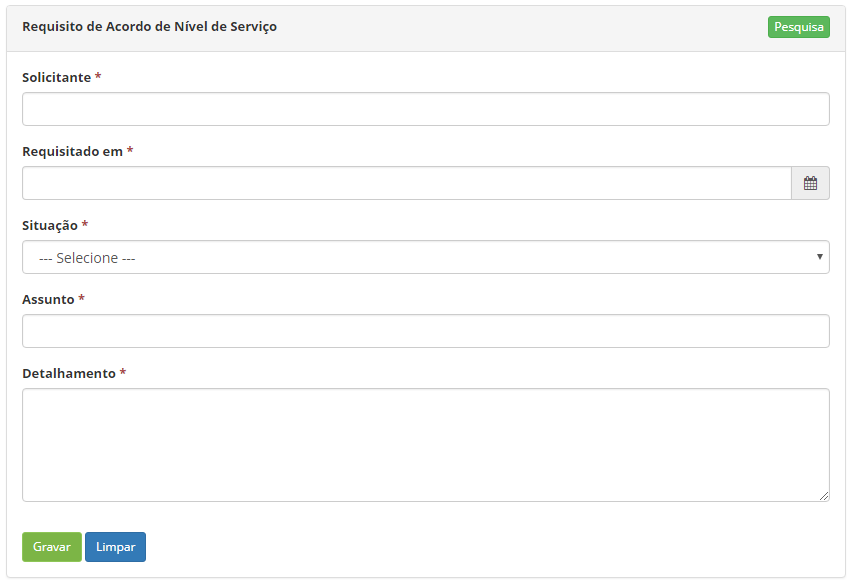 Requisito de Acordo de Nível de Serviço
Pesquisa
Solicitante *
Requisitado em *
Situação *
--- Selecione ---
Assunto *
Detalhamento *
Gravar
Limpar